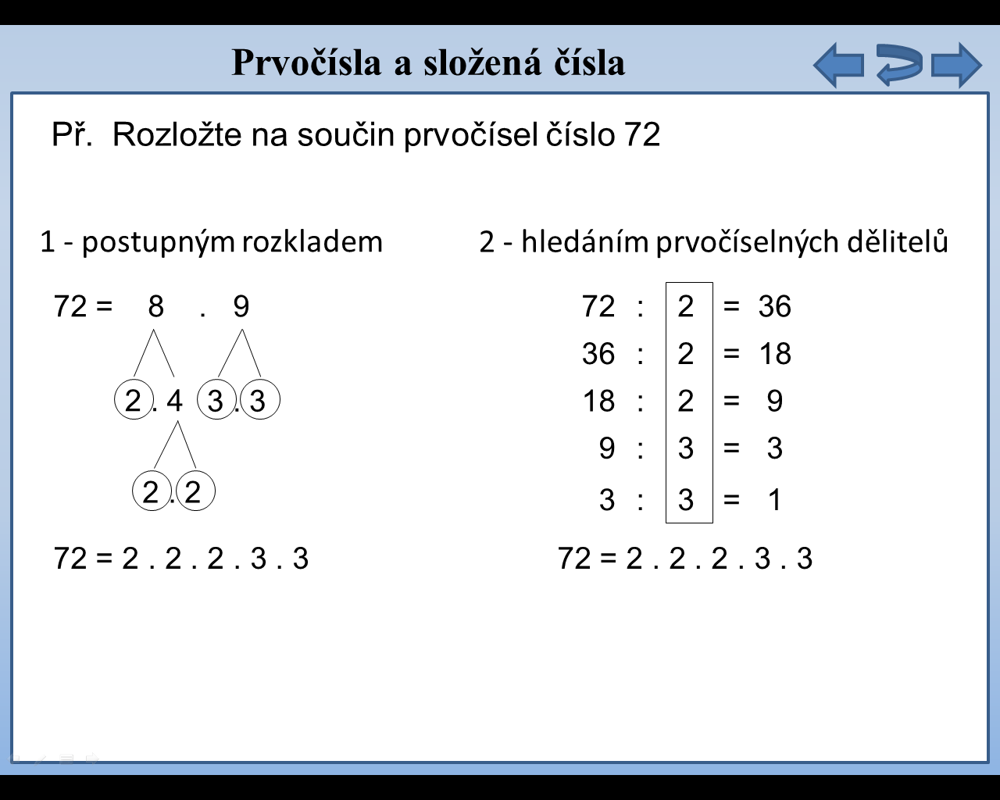 Prvočísla a složená čísla
Př. Rozložte na součin prvočísel číslo 72
1 - postupným rozkladem
72 = 8 . 9
2 . 4 3 . 3
2 . 2
72 = 2 . 2 . 2 . 3 . 3
2 - hledáním prvočíselných dělitelů
72 : 2 = 36
36 : 2 = 18
18 : 2 = 9
9 : 3 = 3
3 : 3 = 1
72 = 2 . 2 . 2 . 3 . 3